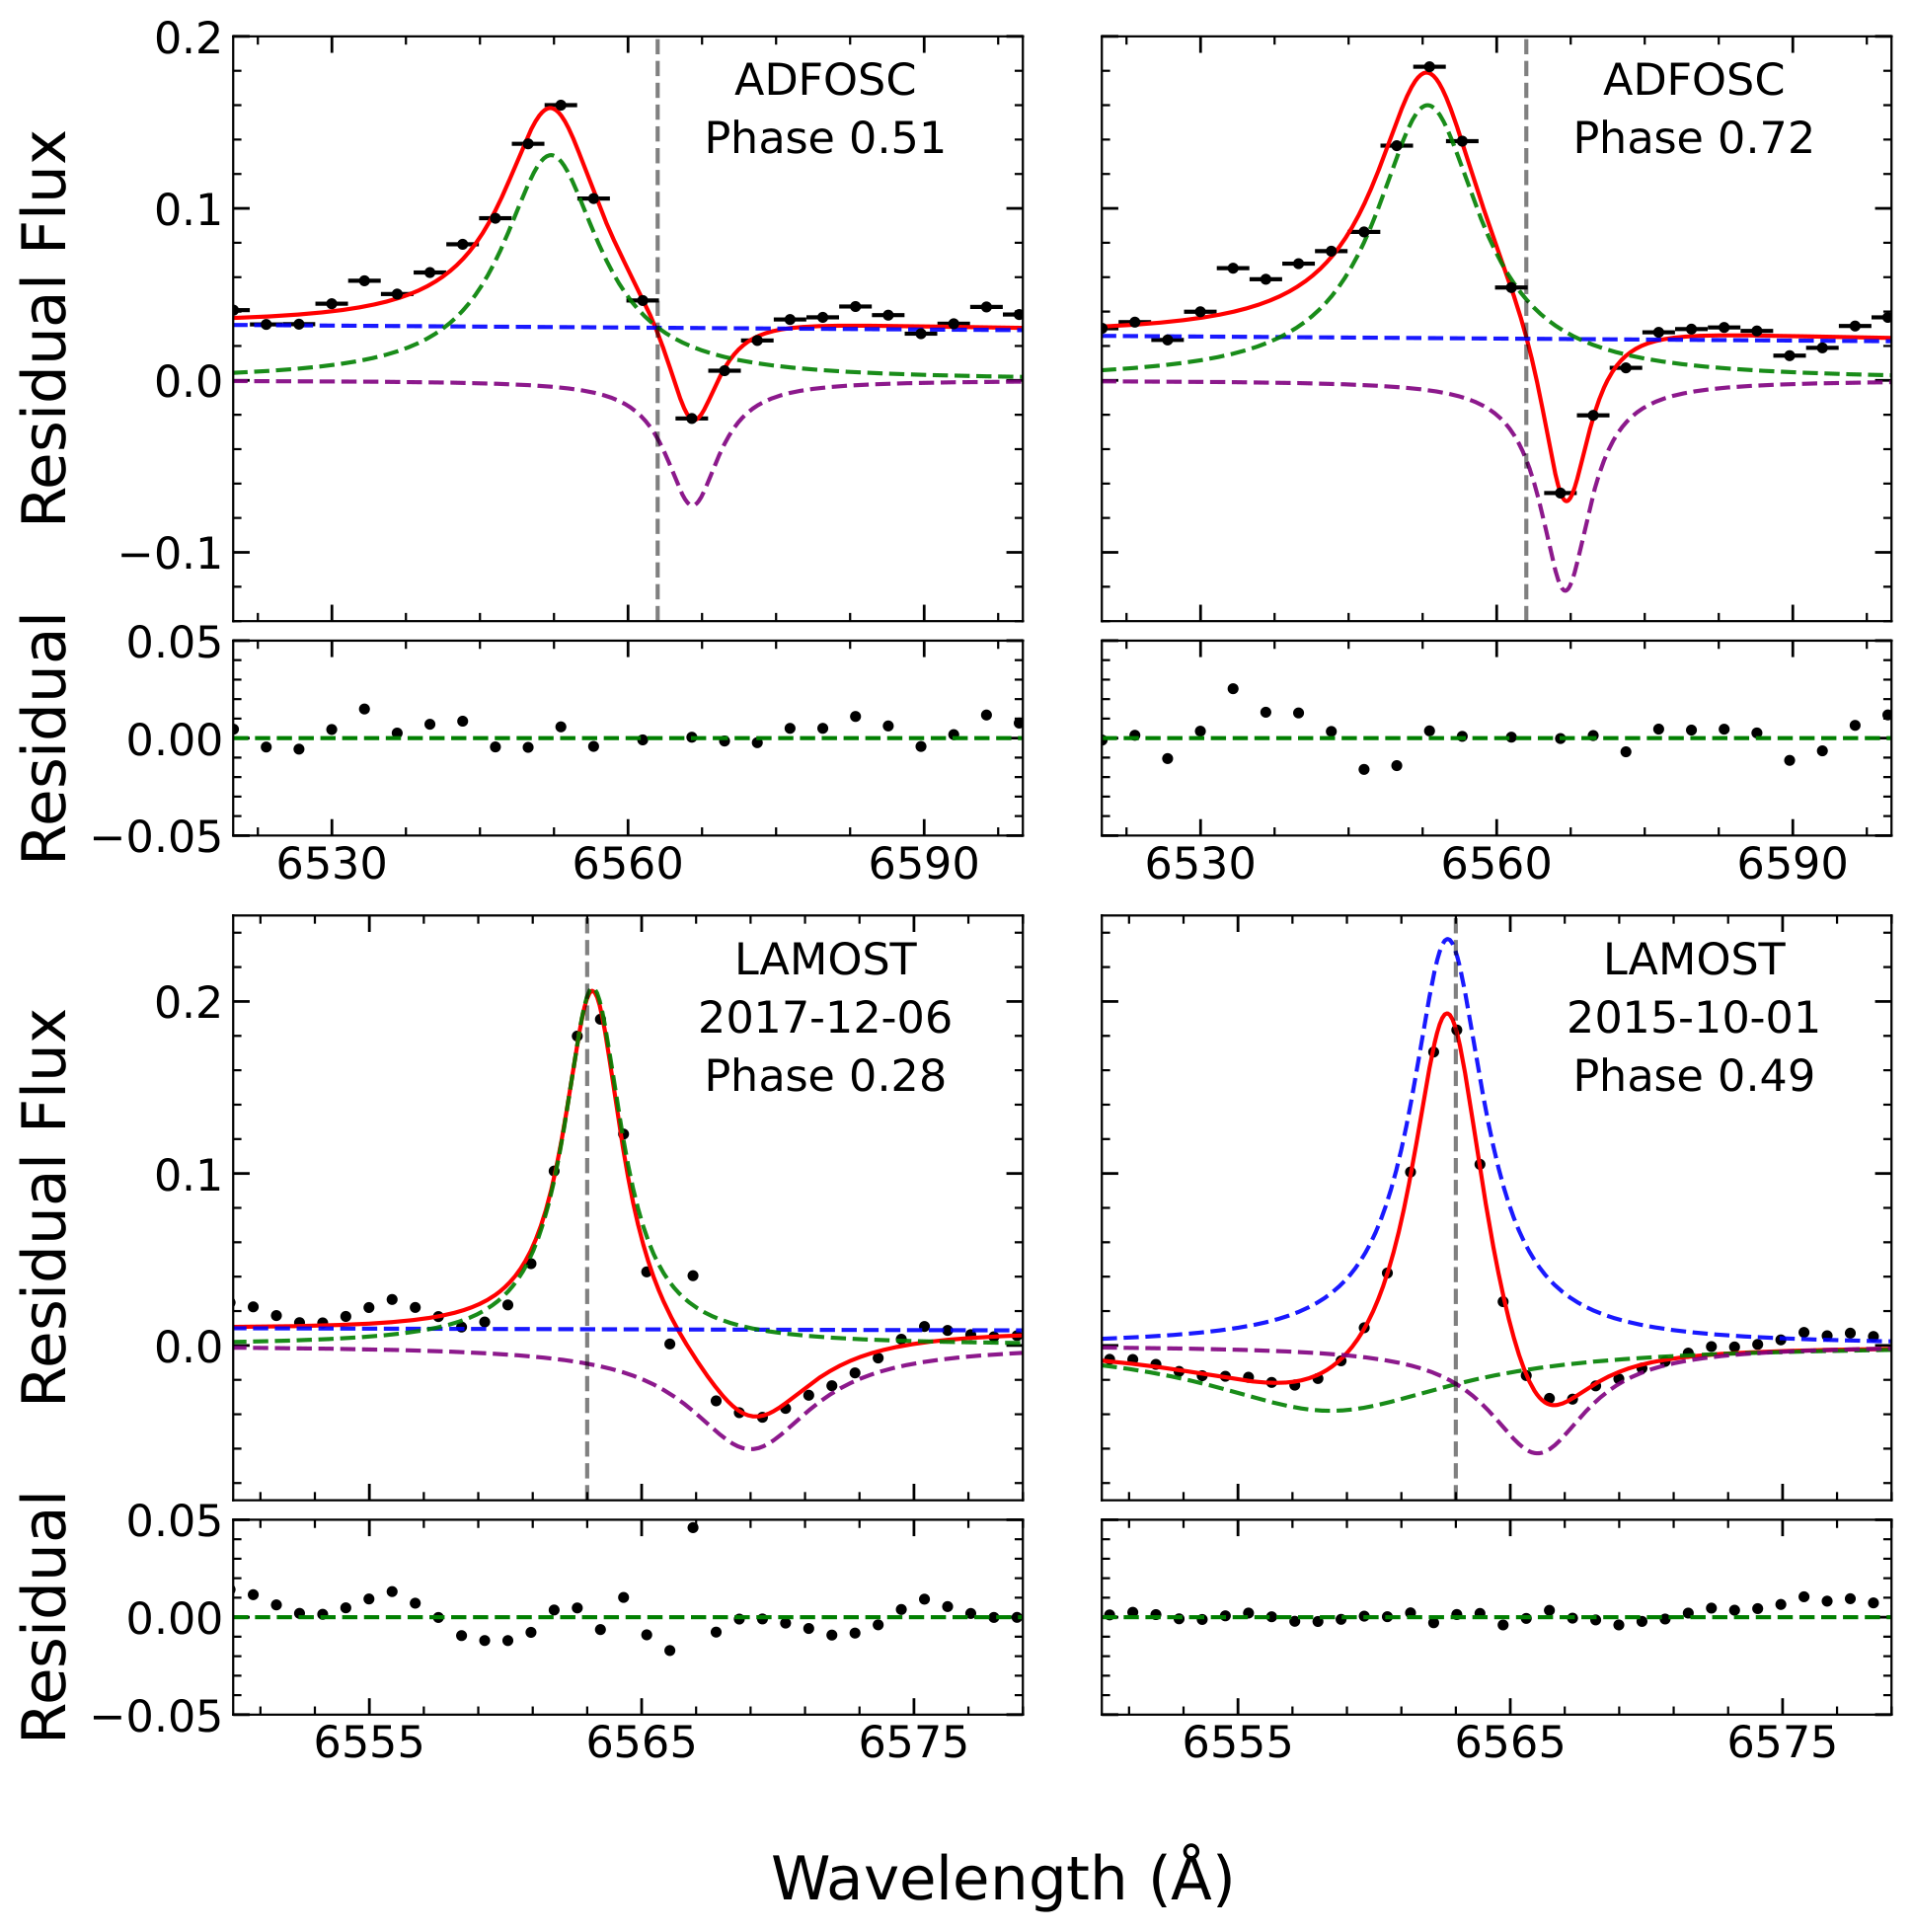 Residual Flux
0.2
0.1
0.0
−0.1
ADFOSC
Phase 0.51
ADFOSC
Phase 0.72
Residual
0.05
0.00
−0.05
6530
6560
6590
6530
6560
6590
Residual Flux
0.2
0.1
0.0
LAMOST
2017-12-06
Phase 0.28
LAMOST
2015-10-01
Phase 0.49
Residual
0.05
0.00
−0.05
6555
6565
6575
6555
6565
6575
Wavelength (Å)